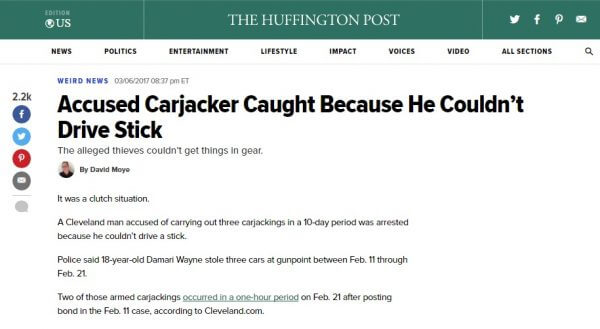 EDITION
US
THE HUFFINGTON POST
NEWS POLITICS ENTERTAINMENT LIFESTYLE IMPACT VOICES VIDEO ALL SECTIONS
WEIRD NEWS 03/06/2017 08:37 pm ET
2.2k
Accused Carjacker Caught Because He Couldn’t
Drive Stick
The alleged thieves couldn’t get things in gear.
By David Moye
It was a clutch situation.
A Cleveland man accused of carrying out three carjackings in a 10-day period was arrested
because he couldn’t drive a stick.
Police said 18-year-old Damari Wayne stole three cars at gunpoint between Feb. 11 through
Feb. 21.
Two of those armed carjackings occurred in a one-hour period on Feb. 21 after posting
bond in the Feb. 11 case, according to Cleveland.com.